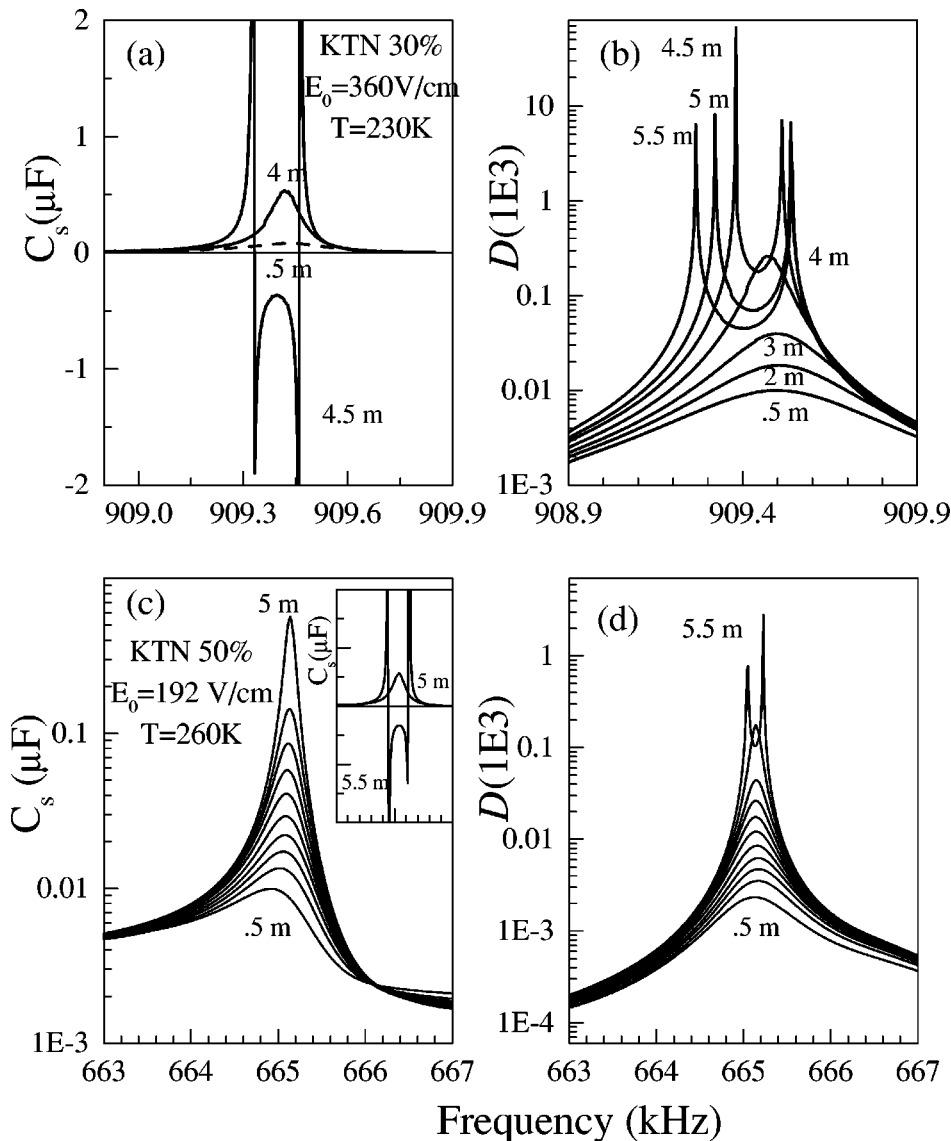 (a)
KTN 30%
E₀=360V/cm
T=230K
4 m
.5 m
4.5 m
Cₛ(μF)
2
1
0
-1
-2
909.0
909.3
909.6
909.9
(b)
4.5 m
5 m
5.5 m
4 m
3 m
2 m
.5 m
D(1E3)
10
1
0.1
0.01
1E-3
908.9
909.4
909.9
(c)
5 m
KTN 50%
E₀=192 V/cm
T=260K
.5 m
Cₛ (μF)
0.1
0.01
1E-3
663
664
665
666
667
Cₛ(μF)
5 m
5.5 m
(d)
5.5 m
.5 m
D(1E3)
1
0.1
0.01
1E-3
1E-4
663
664
665
666
667
Frequency (kHz)